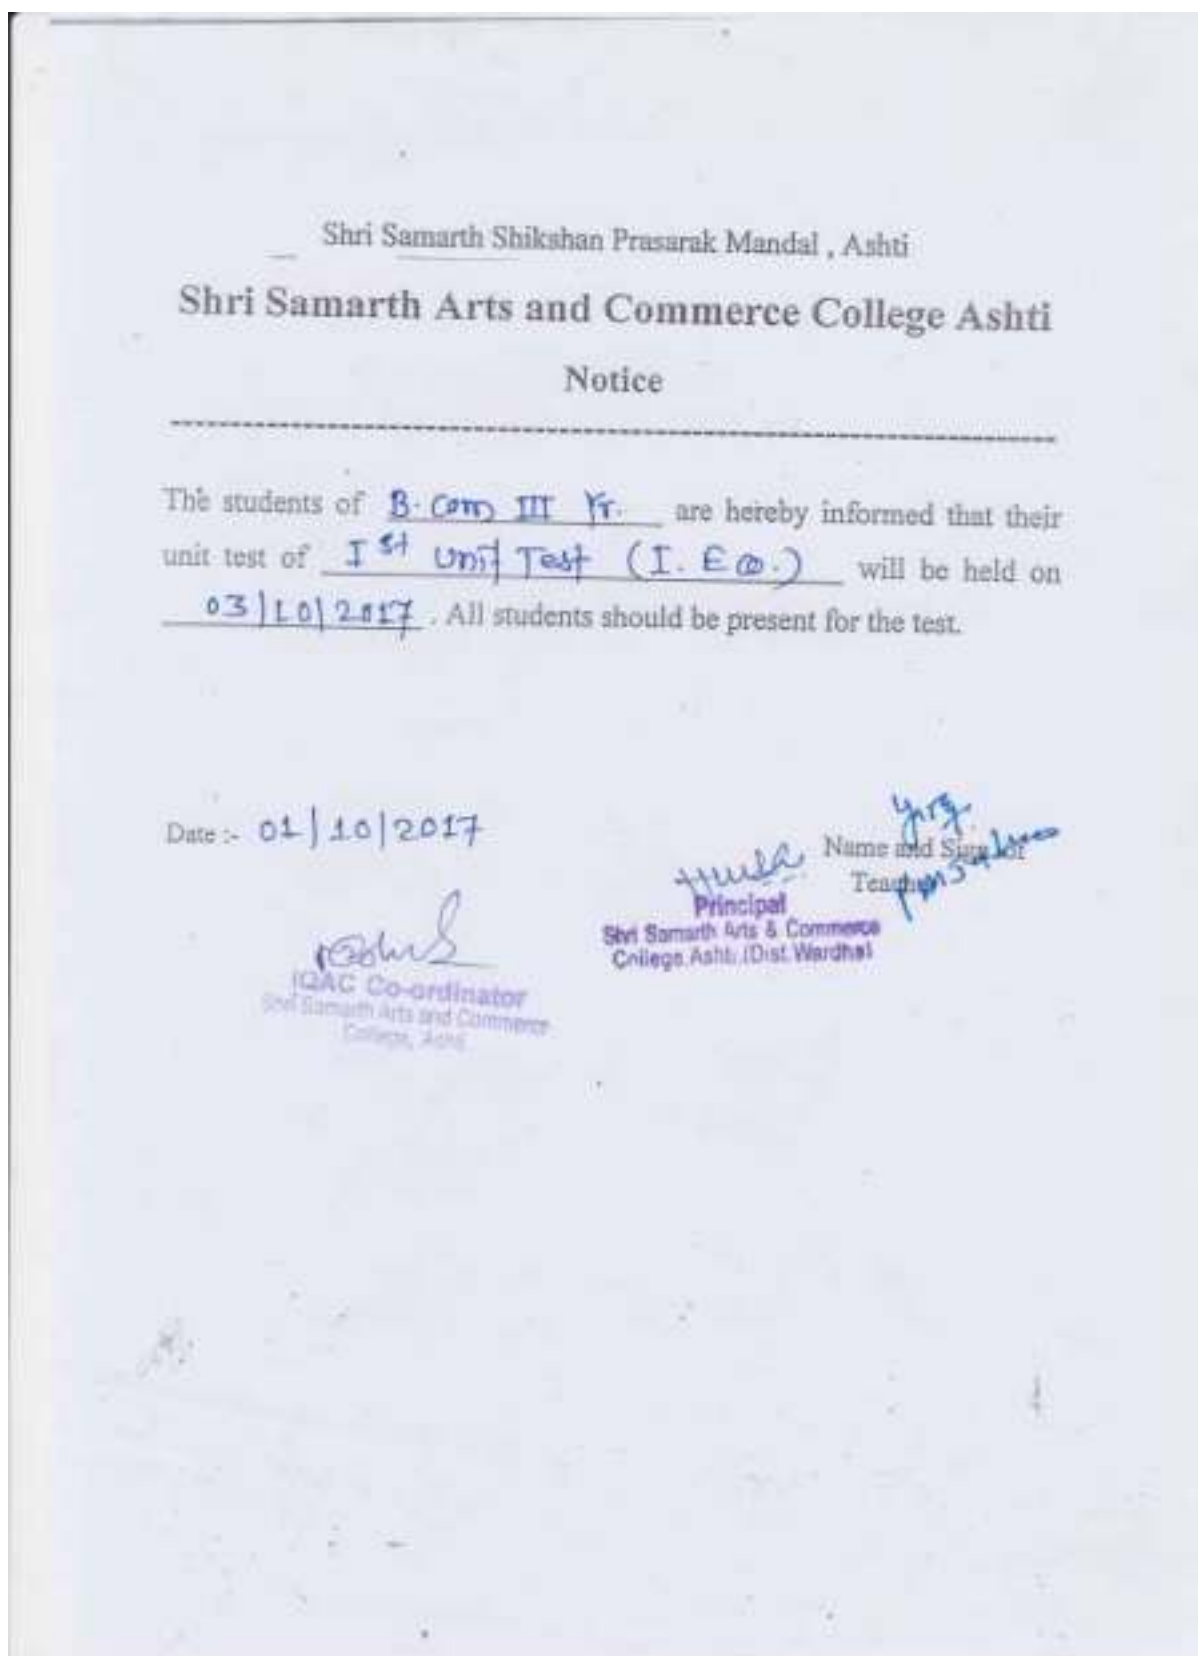 Shri Samarth Shikshan Prasarak Mandal , Ashti
Shri Samarth Arts and Commerce College Ashti
Notice
The students of B. Com III Yr. are hereby informed that their
unit test of I st Unit Test (I. E @.) will be held on
03|10|2017 . All students should be present for the test.
Date :- 01|10|2017
Name and Sign of
Teacher
Principal
Shri Samarth Arts & Commerce
College Ashti (Dist. Wardha)
IQAC Co-ordinator
Shri Samarth Arts and Commerce
College, Ashti